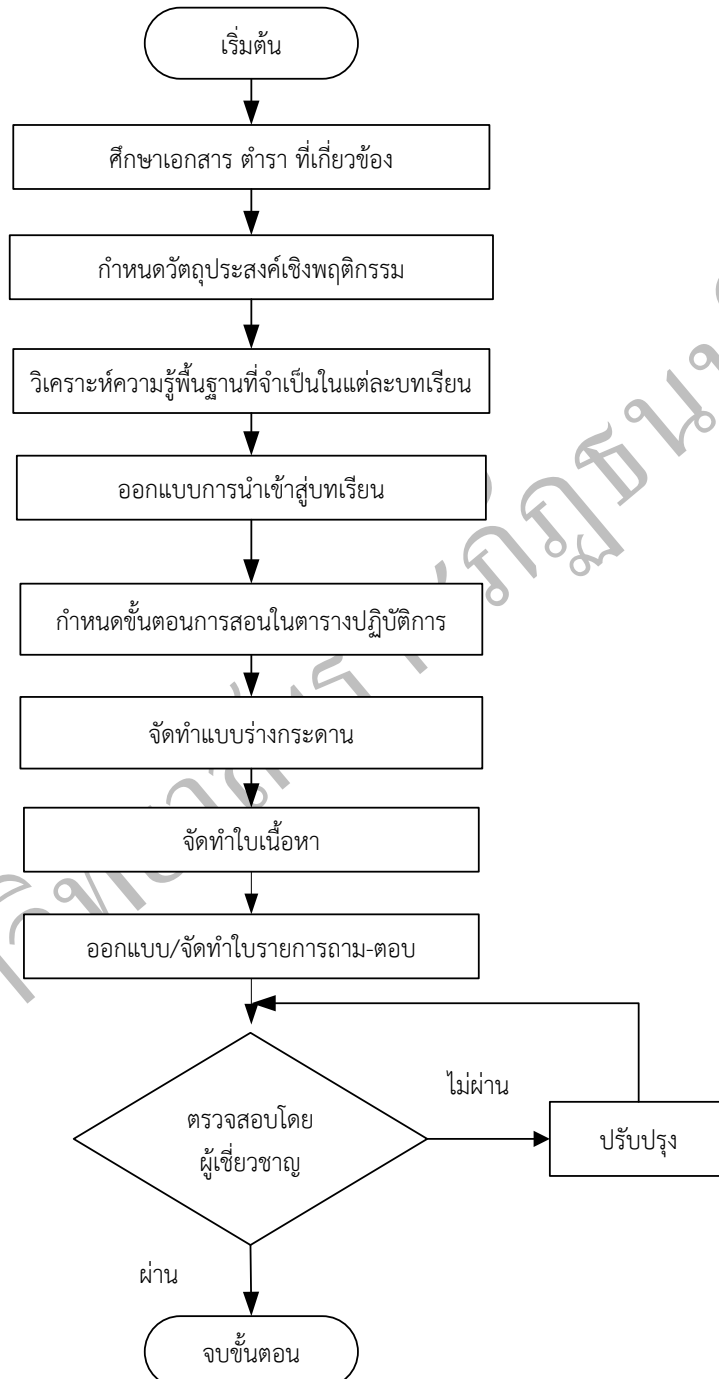 เริ่มต้น
ศึกษาเอกสาร ตำรา ที่เกี่ยวข้อง
กำหนดวัตถุประสงค์เชิงพฤติกรรม
วิเคราะห์ความรู้พื้นฐานที่จำเป็นในแต่ละบทเรียน
ออกแบบการนำเข้าสู่บทเรียน
กำหนดขั้นตอนการสอนในตารางปฏิบัติการ
จัดทำแบบร่างกระดาน
จัดทำใบเนื้อหา
ออกแบบ/จัดทำใบรายการถาม-ตอบ
ไม่ผ่าน
ตรวจสอบโดย
ผู้เชี่ยวชาญ
ปรับปรุง
ผ่าน
จบขั้นตอน